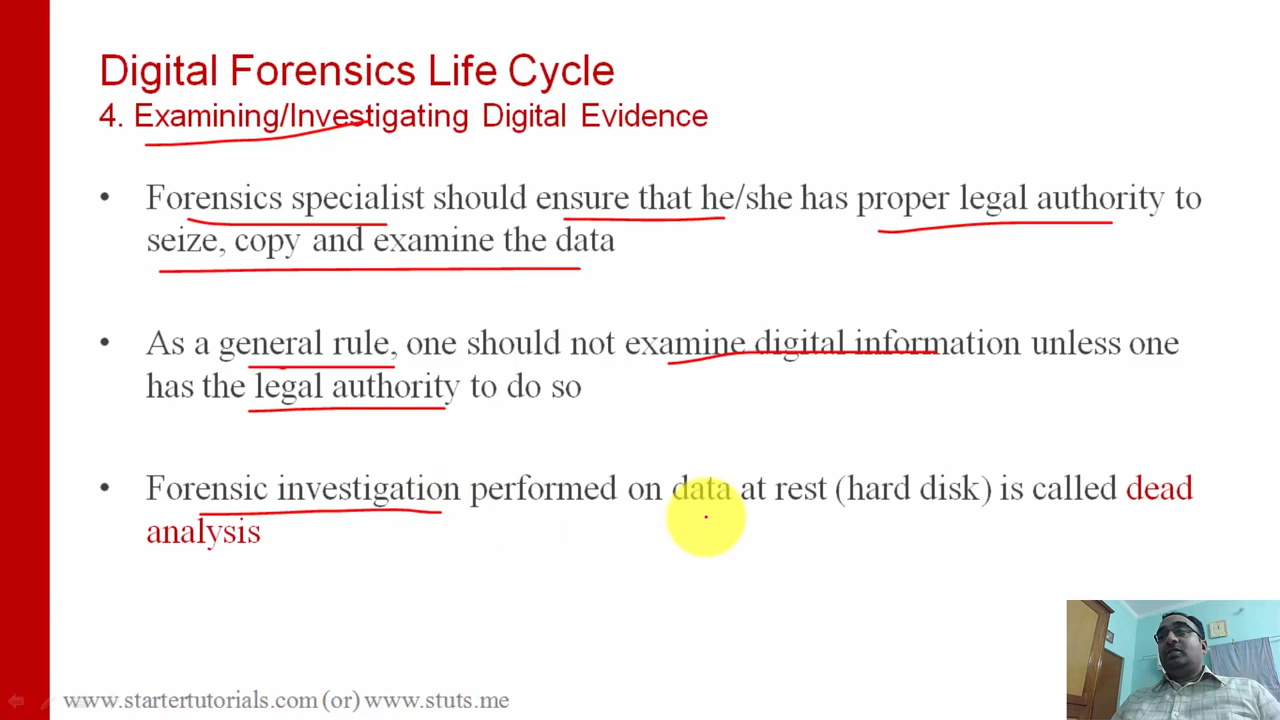 Digital Forensics Life Cycle
4. Examining/Investigating Digital Evidence
• Forensics specialist should ensure that he/she has proper legal authority to
seize, copy and examine the data
• As a general rule, one should not examine digital information unless one
has the legal authority to do so
• Forensic investigation performed on data at rest (hard disk) is called dead
analysis
www.startertutorials.com (or) www.stuts.me